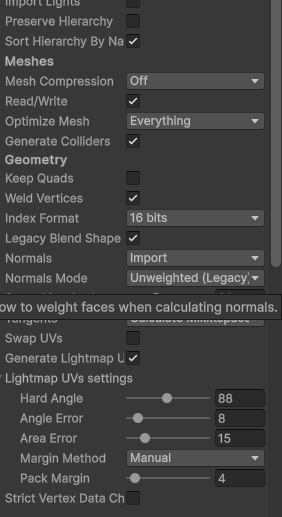 Import Lights
Preserve Hierarchy
Sort Hierarchy By Na
Meshes
Mesh Compression Off
Read/Write
Optimize Mesh Everything
Generate Colliders
Geometry
Keep Quads
Weld Vertices
Index Format 16 bits
Legacy Blend Shape
Normals Import
Normals Mode Unweighted (Legacy)
ow to weight faces when calculating normals.
Tangents Calculate Mikktspace
Swap UVs
Generate Lightmap U
Lightmap UVs settings
Hard Angle 88
Angle Error 8
Area Error 15
Margin Method Manual
Pack Margin 4
Strict Vertex Data Ch